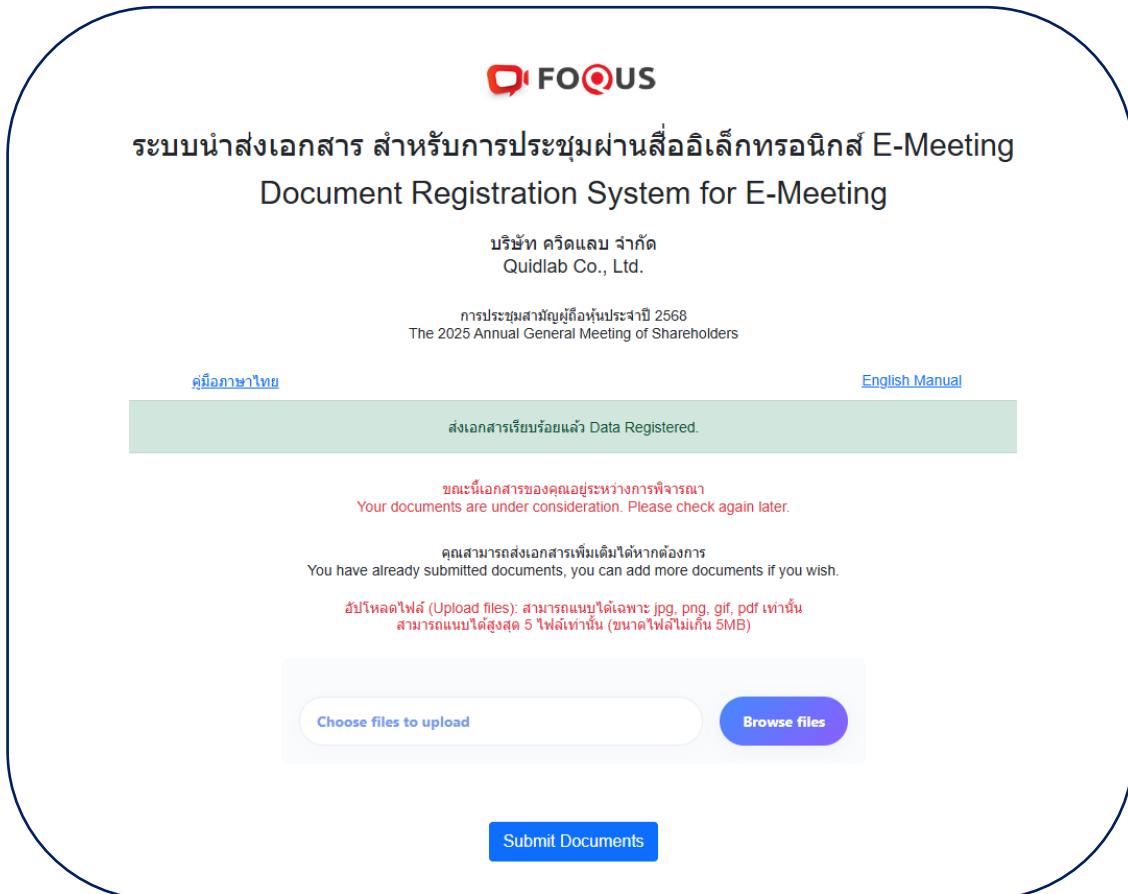 FOQUS
ระบบนำส่งเอกสาร สำหรับการประชุมผ่านสื่ออิเล็กทรอนิกส์ E-Meeting
Document Registration System for E-Meeting
บริษัท ควิดแลบ จำกัด
Quidlab Co., Ltd.
การประชุมสามัญผู้ถือหุ้นประจำปี 2568
The 2025 Annual General Meeting of Shareholders
คู่มือภาษาไทย English Manual
ส่งเอกสารเรียบร้อยแล้ว Data Registered.
ขณะนี้เอกสารของคุณอยู่ระหว่างการพิจารณา
Your documents are under consideration. Please check again later.
คุณสามารถส่งเอกสารเพิ่มเติมได้หากต้องการ
You have already submitted documents, you can add more documents if you wish.
อัปโหลดไฟล์ (Upload files): สามารถแนบได้เฉพาะ jpg, png, gif, pdf เท่านั้น
สามารถแนบได้สูงสุด 5 ไฟล์เท่านั้น (ขนาดไฟล์ไม่เกิน 5MB)
Choose files to upload Browse files
Submit Documents